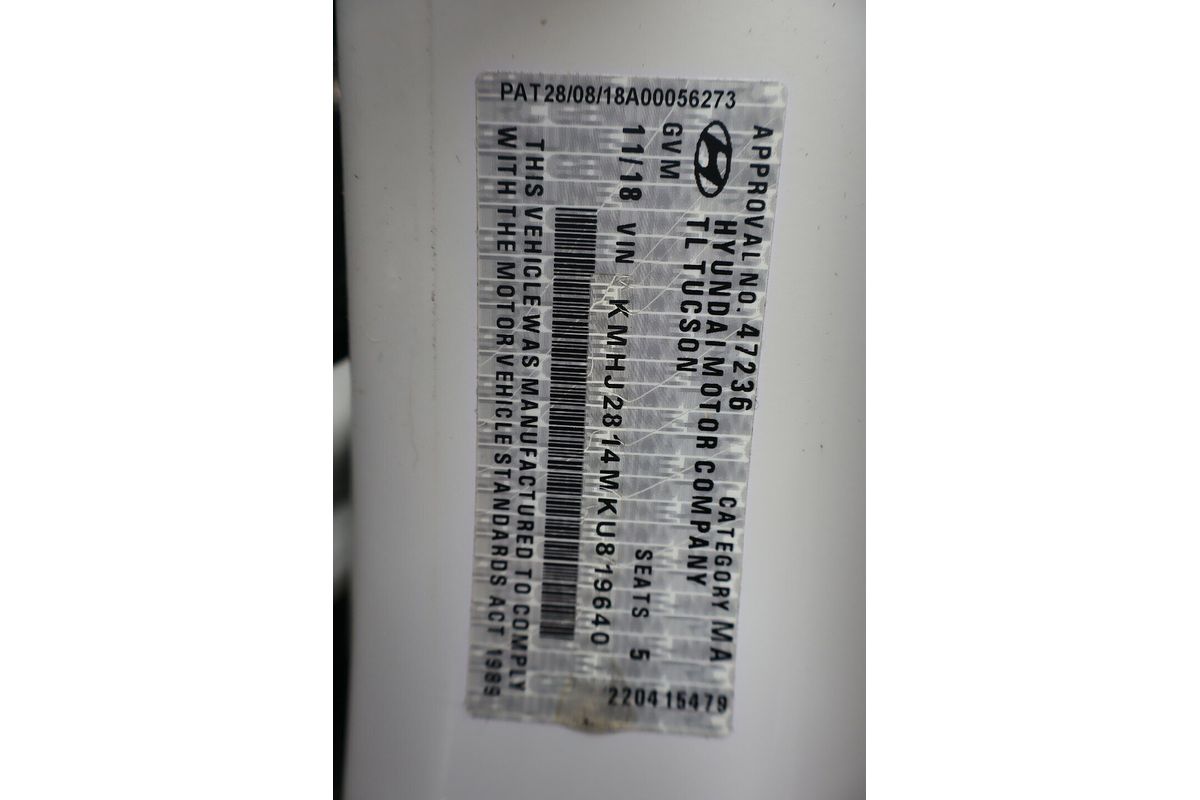 PAT28/08/18A00056273
APPROVAL NO. 47236 CATEGORY MA
HYUNDAI MOTOR COMPANY
TL TUCSON
GVM SEATS 5
11/18 VIN KMHJ2814MKU819640
THIS VEHICLE WAS MANUFACTURED TO COMPLY
WITH THE MOTOR VEHICLE STANDARDS ACT 1989
220415479